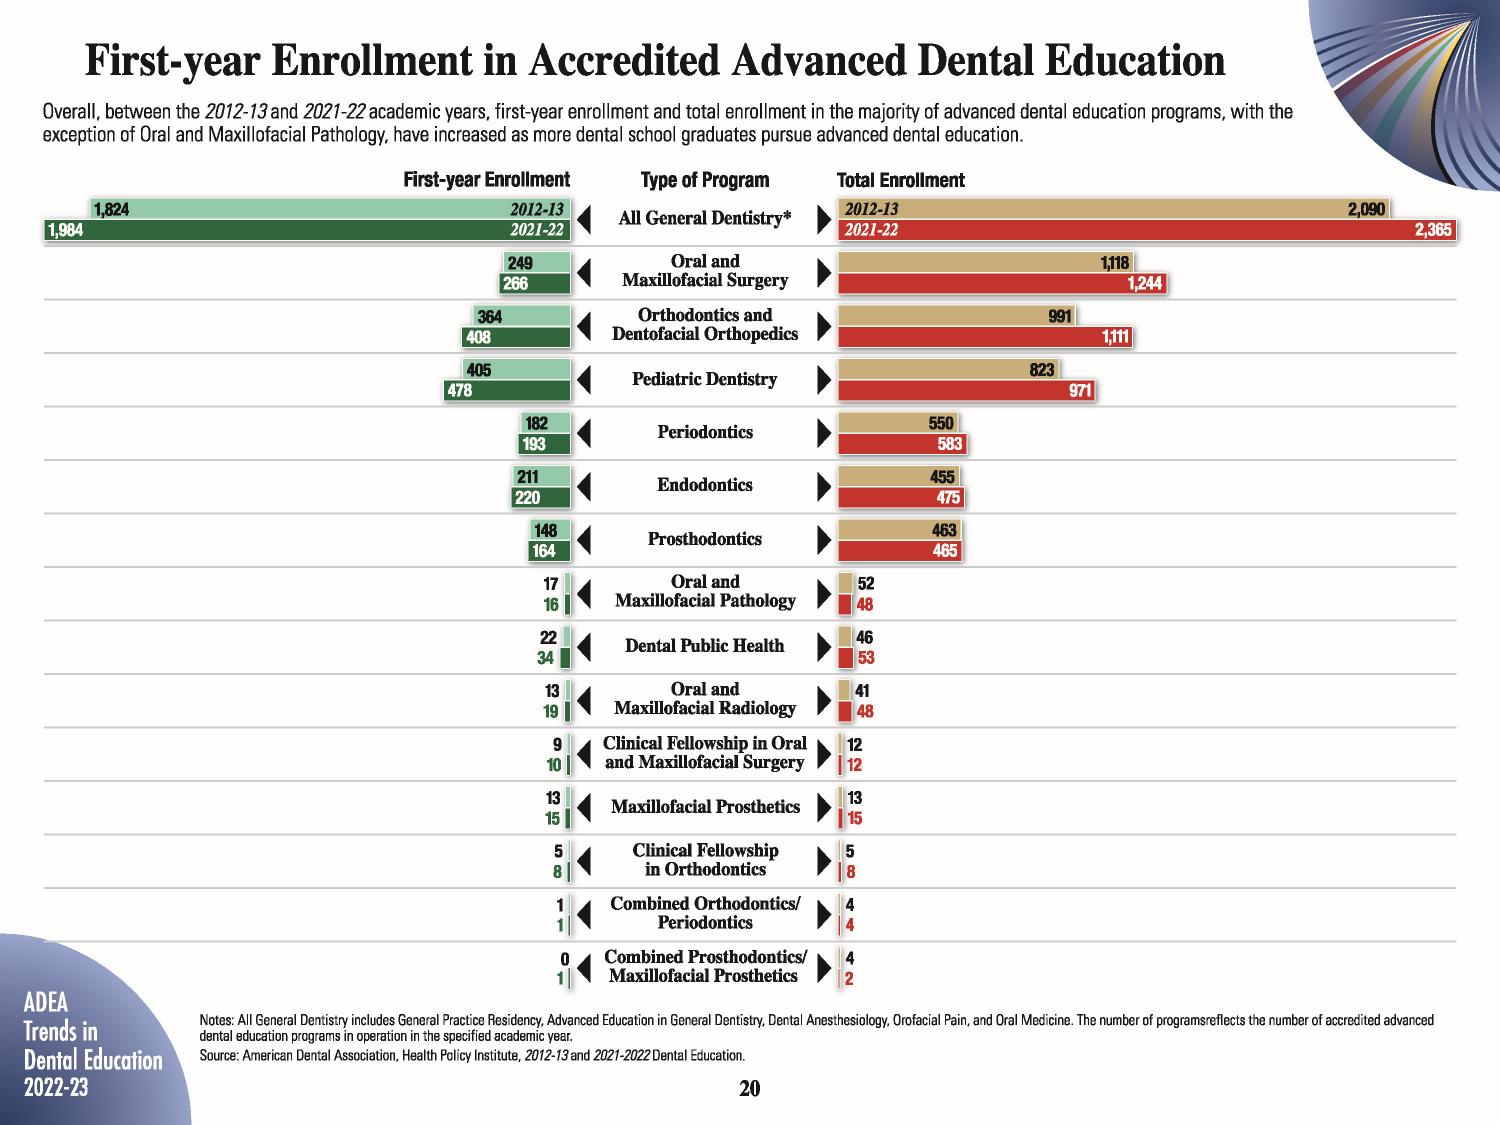 First-year Enrollment in Accredited Advanced Dental Education
Overall, between the 2012-13 and 2021-22 academic years, first-year enrollment and total enrollment in the majority of advanced dental education programs, with the
exception of Oral and Maxillofacial Pathology, have increased as more dental school graduates pursue advanced dental education.
First-year Enrollment Type of Program Total Enrollment
1,824 2012-13
1,984 2021-22
All General Dentistry*
2012-13 2,090
2021-22 2,365
249
266
Oral and
Maxillofacial Surgery
1,118
1,244
364
408
Orthodontics and
Dentofacial Orthopedics
991
1,111
405
478
Pediatric Dentistry
823
971
182
193
Periodontics
550
583
211
220
Endodontics
455
475
148
164
Prosthodontics
463
465
17
16
Oral and
Maxillofacial Pathology
52
48
22
34
Dental Public Health
46
53
13
19
Oral and
Maxillofacial Radiology
41
48
9
10
Clinical Fellowship in Oral
and Maxillofacial Surgery
12
12
13
15
Maxillofacial Prosthetics
13
15
5
8
Clinical Fellowship
in Orthodontics
5
8
1
1
Combined Orthodontics/
Periodontics
4
4
0
1
Combined Prosthodontics/
Maxillofacial Prosthetics
4
2
ADEA
Trends in
Dental Education
2022-23
Notes: All General Dentistry includes General Practice Residency, Advanced Education in General Dentistry, Dental Anesthesiology, Orofacial Pain, and Oral Medicine. The number of programsreflects the number of accredited advanced
dental education programs in operation in the specified academic year.
Source: American Dental Association, Health Policy Institute, 2012-13 and 2021-2022 Dental Education.
20